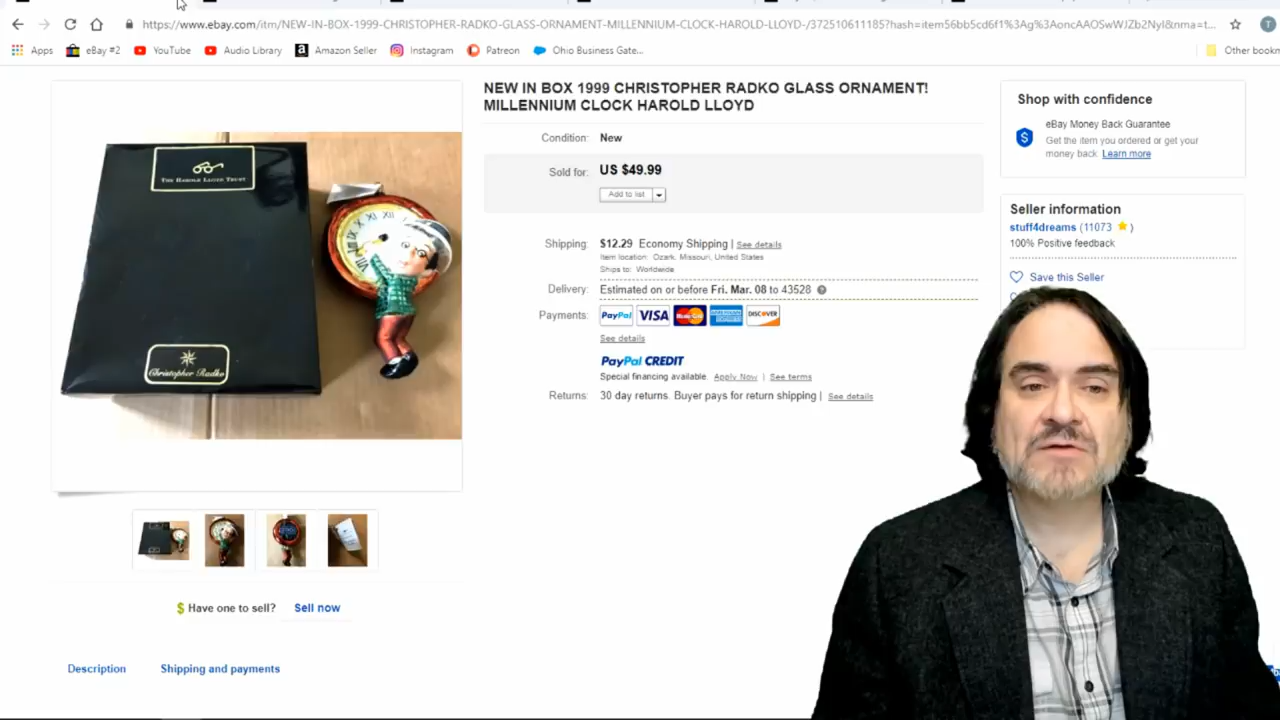 https://www.ebay.com/itm/NEW-IN-BOX-1999-CHRISTOPHER-RADKO-GLASS-ORNAMENT-MILLENNIUM-CLOCK-HAROLD-LLOYD-/372510611185?hash=item56bb5cd6f1%3Ag%3AoncAAOSwWJZb2NyI&nma=t...
T
Apps
eBay #2
YouTube
Audio Library
Amazon Seller
Instagram
Patreon
Ohio Business Gate...
Other bookm
THE HAROLD LLOYD TRUST
Christopher Radko
$ Have one to sell? Sell now
Description
Shipping and payments
NEW IN BOX 1999 CHRISTOPHER RADKO GLASS ORNAMENT!
MILLENNIUM CLOCK HAROLD LLOYD
Condition: New
Sold for: US $49.99
Add to list
Shipping: $12.29 Economy Shipping | See details
Item location: Ozark, Missouri, United States
Ships to: Worldwide
Delivery: Estimated on or before Fri. Mar. 08 to 43528
Payments: PayPal VISA MasterCard AMERICAN EXPRESS DISCOVER
See details
PayPal CREDIT
Special financing available. Apply Now | See terms
Returns: 30 day returns. Buyer pays for return shipping | See details
Shop with confidence
eBay Money Back Guarantee
Get the item you ordered or get your
money back. Learn more
Seller information
stuff4dreams (11073 )
100% Positive feedback
Save this Seller